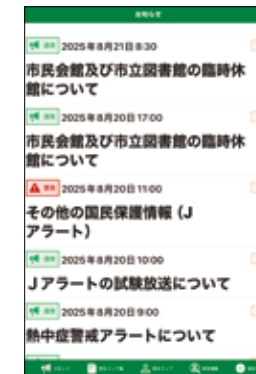 お知らせ
2025年8月21日 8:30
市民会館及び市立図書館の臨時休
館について
2025年8月20日 17:00
市民会館及び市立図書館の臨時休
館について
2025年8月20日 11:00
その他の国民保護情報（J
アラート）
2025年8月20日 10:00
Jアラートの試験放送について
2025年8月20日 9:00
熱中症警戒アラートについて